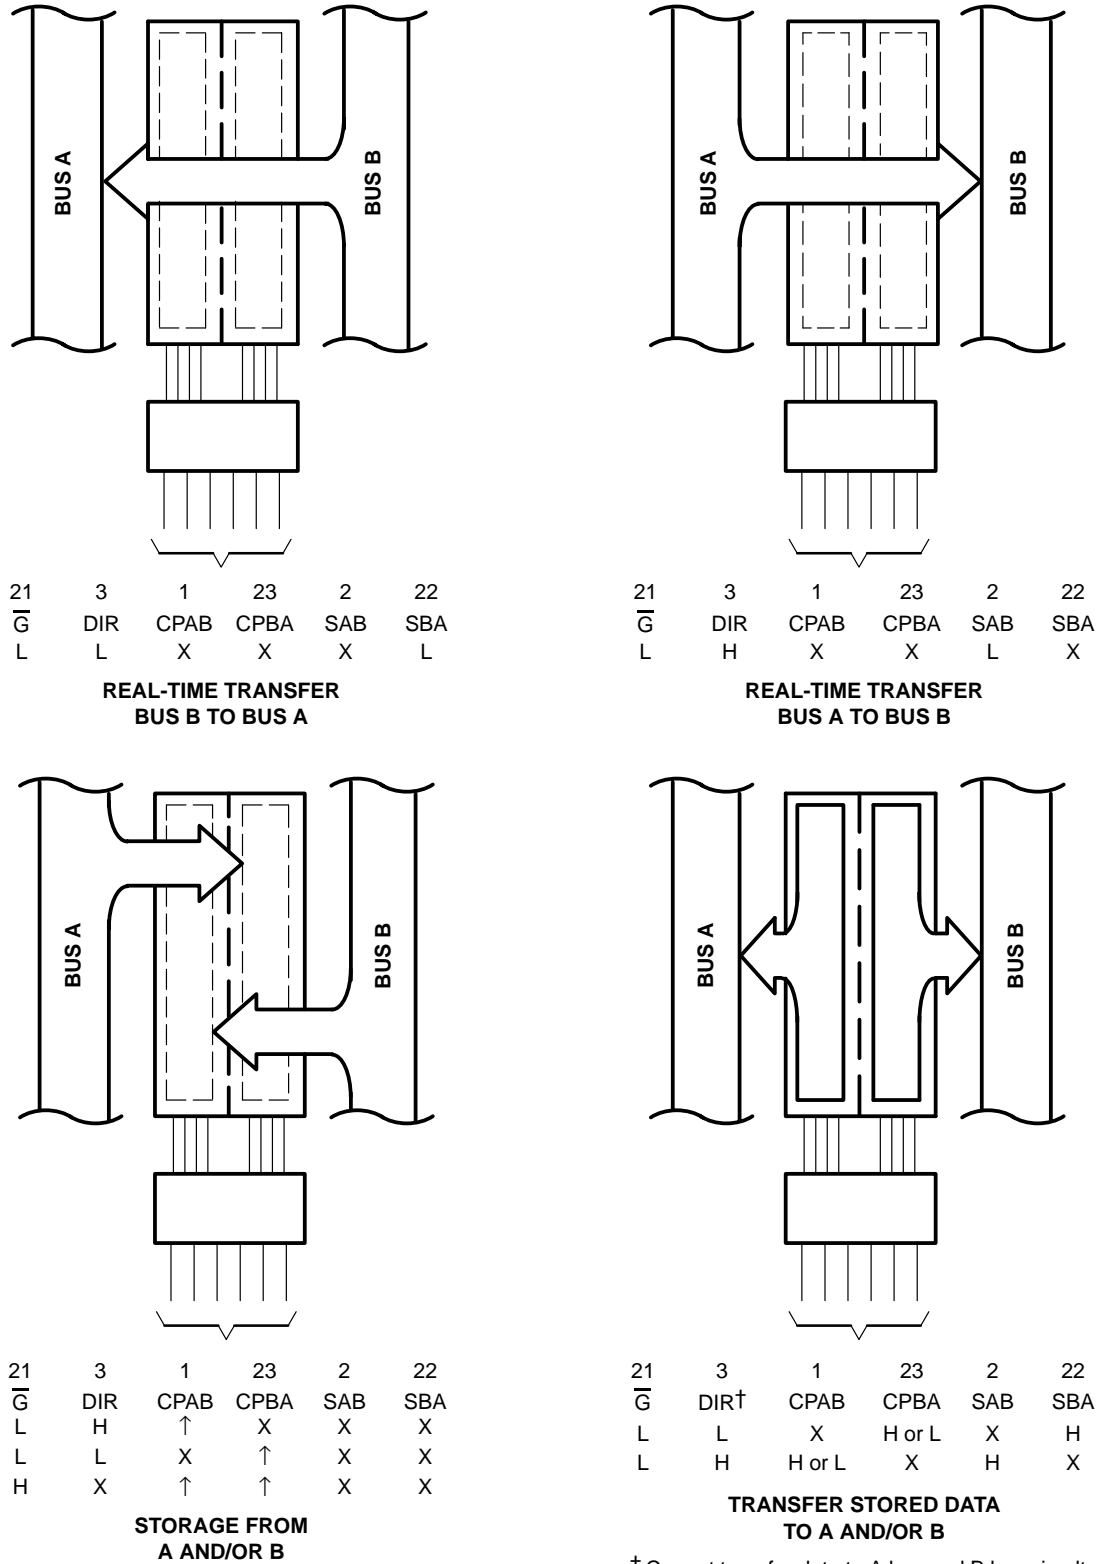 BUS A
BUS B
21 3 1 23 2 22
G̅ DIR CPAB CPBA SAB SBA
L L X X X L
REAL-TIME TRANSFER
BUS B TO BUS A
BUS A
BUS B
21 3 1 23 2 22
G̅ DIR CPAB CPBA SAB SBA
L H X X L X
REAL-TIME TRANSFER
BUS A TO BUS B
BUS A
BUS B
21 3 1 23 2 22
G̅ DIR CPAB CPBA SAB SBA
L H ↑ X X X
L L X ↑ X X
H X ↑ ↑ X X
STORAGE FROM
A AND/OR B
BUS A
BUS B
21 3 1 23 2 22
G̅ DIR† CPAB CPBA SAB SBA
L L X H or L X H
L H H or L X H X
TRANSFER STORED DATA
TO A AND/OR B